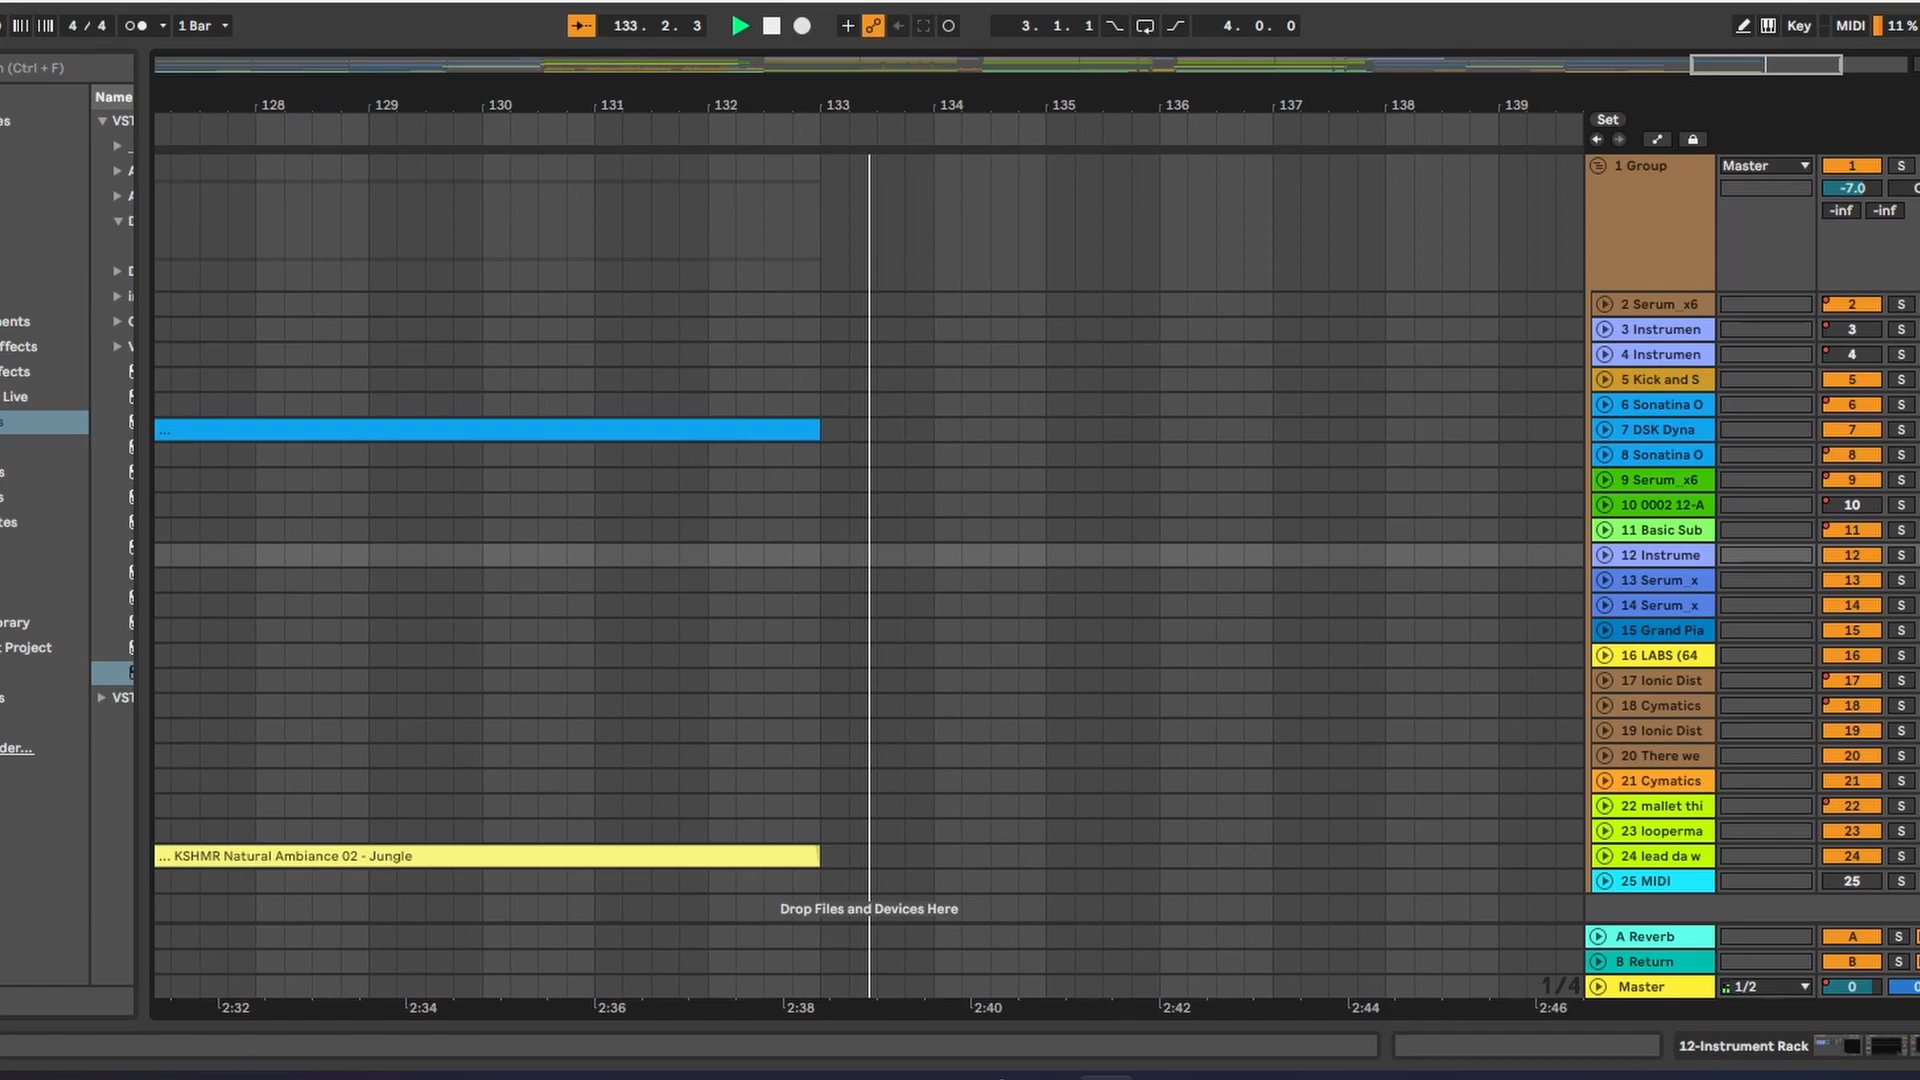 4 / 4
1 Bar
133. 2. 3
3. 1. 1
4. 0. 0
Key
MIDI
11 %
(Ctrl + F)
Name
128
129
130
131
132
133
134
135
136
137
138
139
Set
VST
1 Group
Master
1
S
-7.0
-inf
-inf
2 Serum_x6
2
S
3 Instrumen
3
S
4 Instrumen
4
S
5 Kick and S
5
S
Live
6 Sonatina O
6
S
...
7 DSK Dyna
7
S
8 Sonatina O
8
S
9 Serum_x6
9
S
10 0002 12-A
10
S
11 Basic Sub
11
S
12 Instrume
12
S
13 Serum_x
13
S
14 Serum_x
14
S
15 Grand Pia
15
S
Project
16 LABS (64
16
S
17 Ionic Dist
17
S
VST
18 Cymatics
18
S
19 Ionic Dist
19
S
der...
20 There we
20
S
21 Cymatics
21
S
22 mallet thi
22
S
23 looperma
23
S
... KSHMR Natural Ambiance 02 - Jungle
24 lead da w
24
S
25 MIDI
25
S
Drop Files and Devices Here
A Reverb
A
S
B Return
B
S
1/4
Master
1/2
0
2:32
2:34
2:36
2:38
2:40
2:42
2:44
2:46
12-Instrument Rack